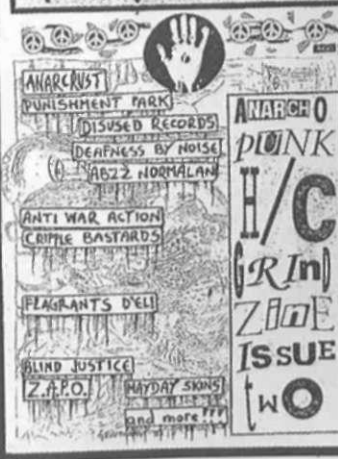 ANARCRUST
PUNISHMENT PARK
DISUSED RECORDS
DEAFNESS BY NOISE
ABZZ NORMALAN
ANTI WAR ACTION
CRIPPLE BASTARDS
FLAGRANTS D'ELI
BLIND JUSTICE
Z.A.P.O.
MAYDAY SKINS
and more!!!
ANARCHO
PUNK
H/C
GRInD
ZinE
ISSUE
twO